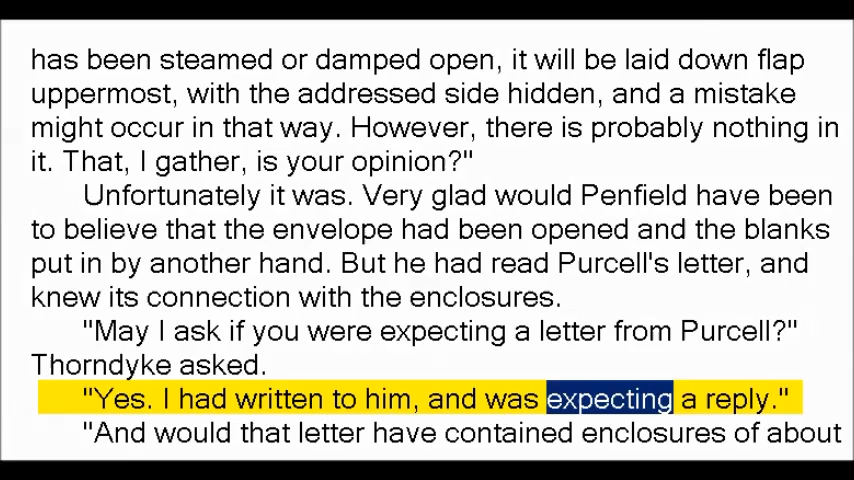 has been steamed or damped open, it will be laid down flap
uppermost, with the addressed side hidden, and a mistake
might occur in that way. However, there is probably nothing in
it. That, I gather, is your opinion?"
Unfortunately it was. Very glad would Penfield have been
to believe that the envelope had been opened and the blanks
put in by another hand. But he had read Purcell's letter, and
knew its connection with the enclosures.
"May I ask if you were expecting a letter from Purcell?"
Thorndyke asked.
"Yes. I had written to him, and was expecting a reply."
"And would that letter have contained enclosures of about